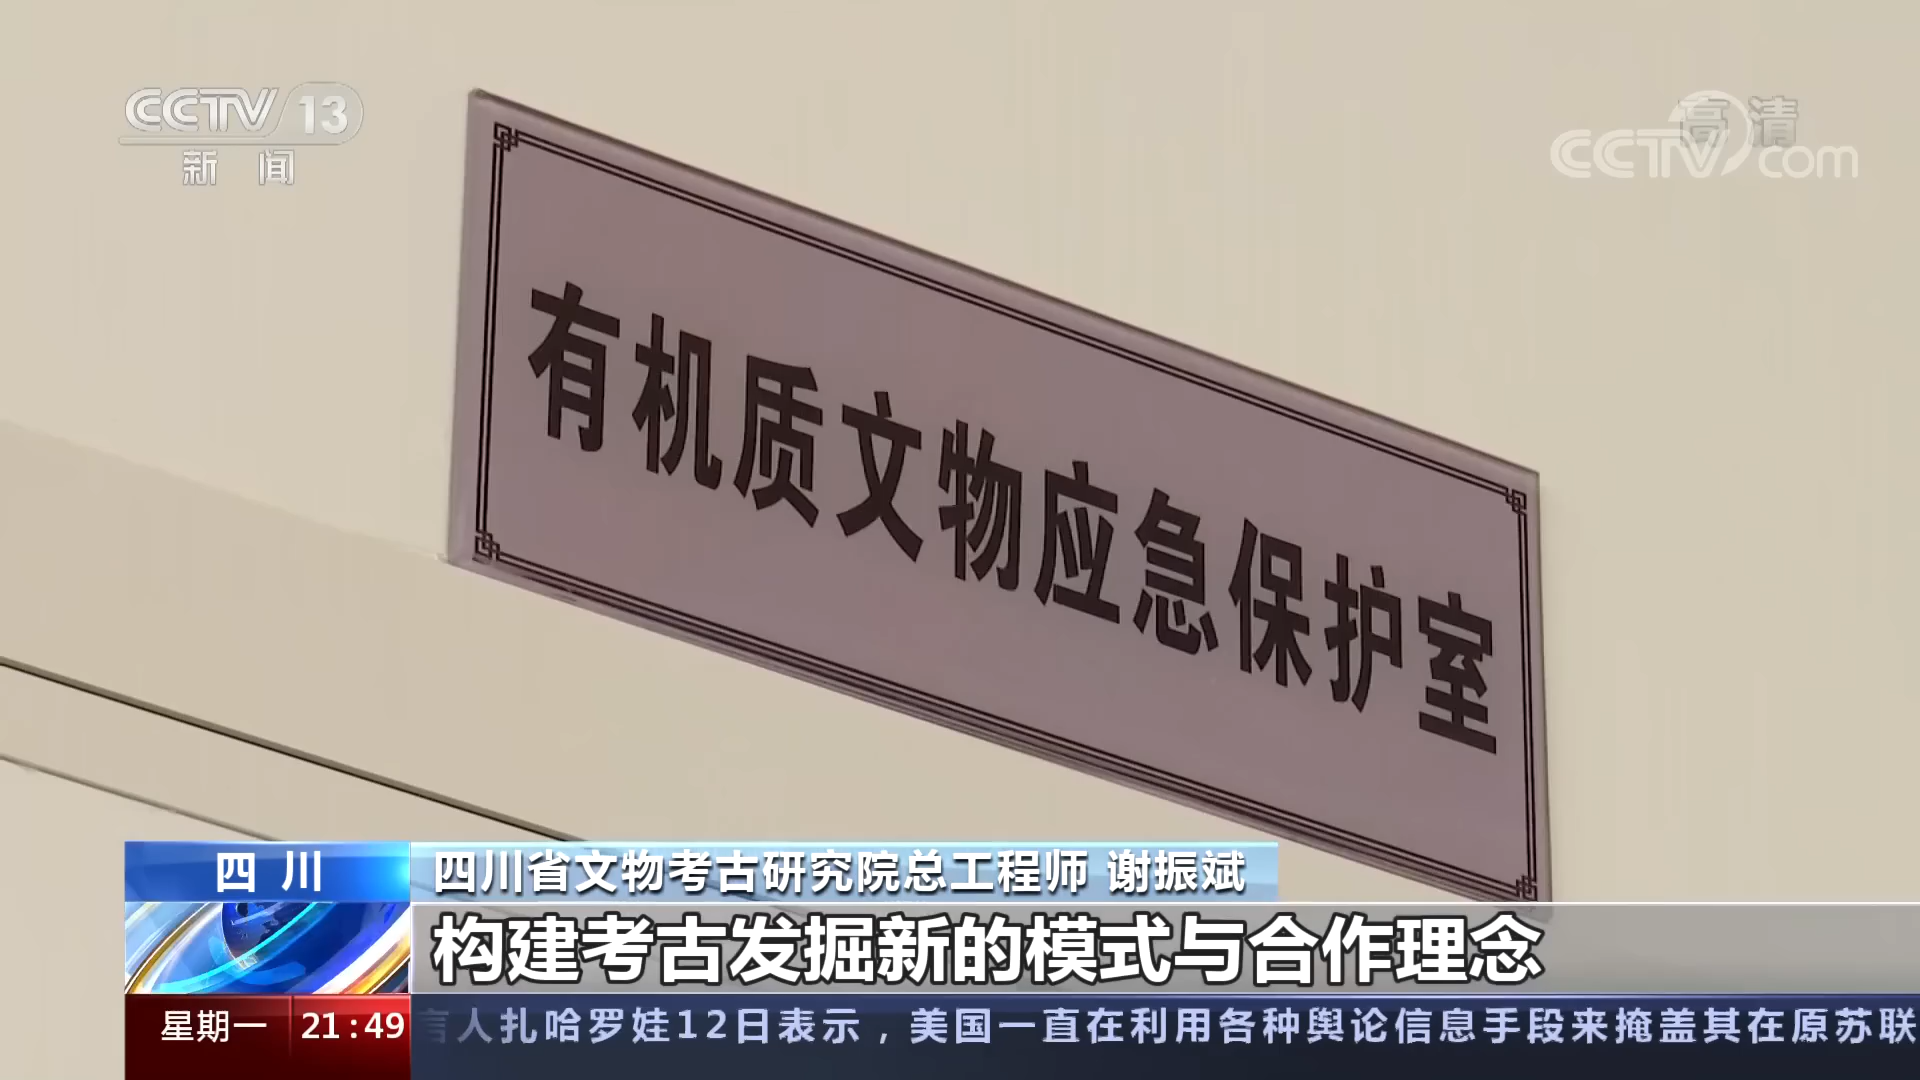 CCTV 13
新闻
高清
CCTV.com
有机质文物应急保护室
四川
四川省文物考古研究院总工程师 谢振斌
构建考古发掘新的模式与合作理念
星期一 21:49
言人扎哈罗娃12日表示，美国一直在利用各种舆论信息手段来掩盖其在原苏联